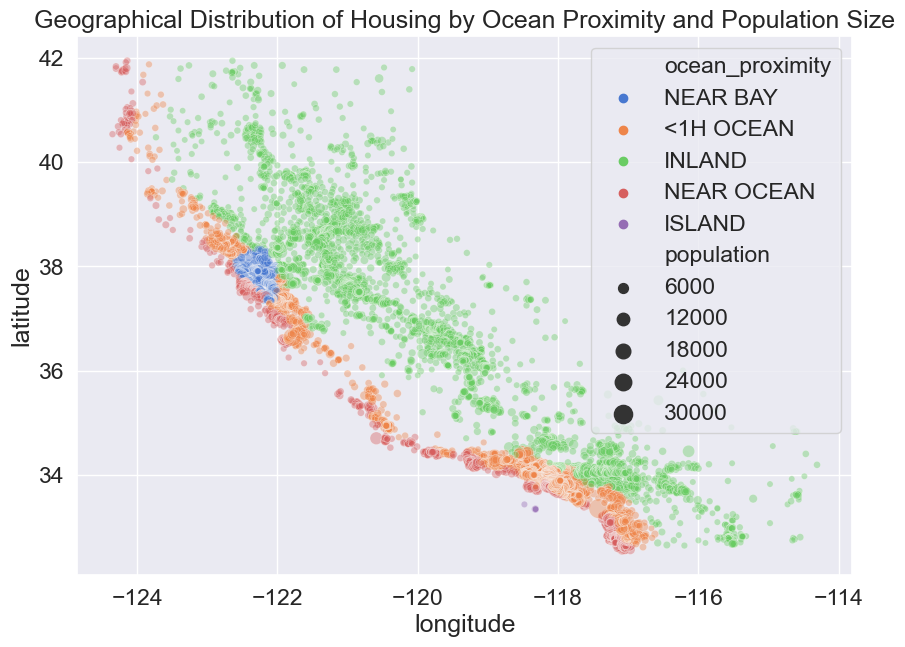 Geographical Distribution of Housing by Ocean Proximity and Population Size
ocean_proximity
NEAR BAY
<1H OCEAN
INLAND
NEAR OCEAN
ISLAND
population
6000
12000
18000
24000
30000
latitude
42
40
38
36
34
−124
−122
−120
−118
−116
−114
longitude